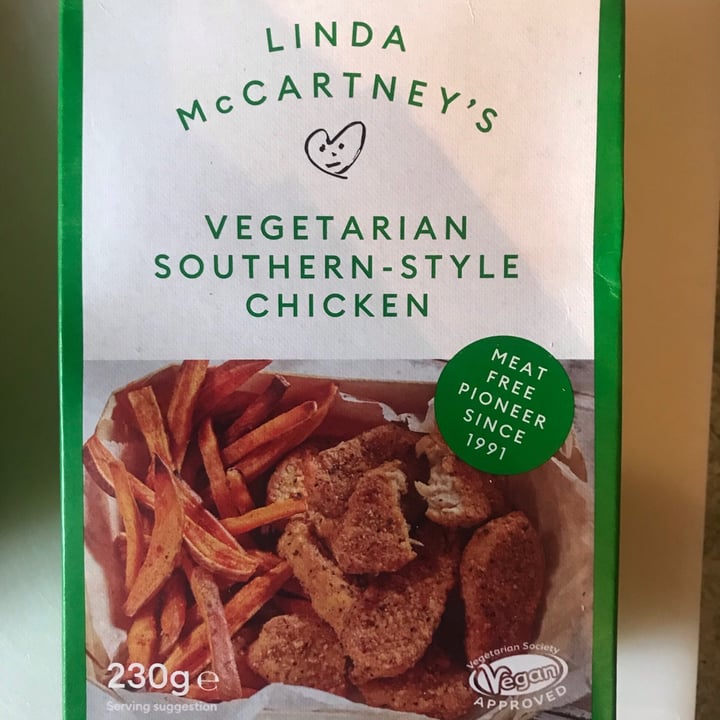 LINDA
McCARTNEY'S
VEGETARIAN
SOUTHERN-STYLE
CHICKEN
MEAT
FREE
PIONEER
SINCE
1991
230g e
Serving suggestion
Vegetarian Society
Vegan
APPROVED